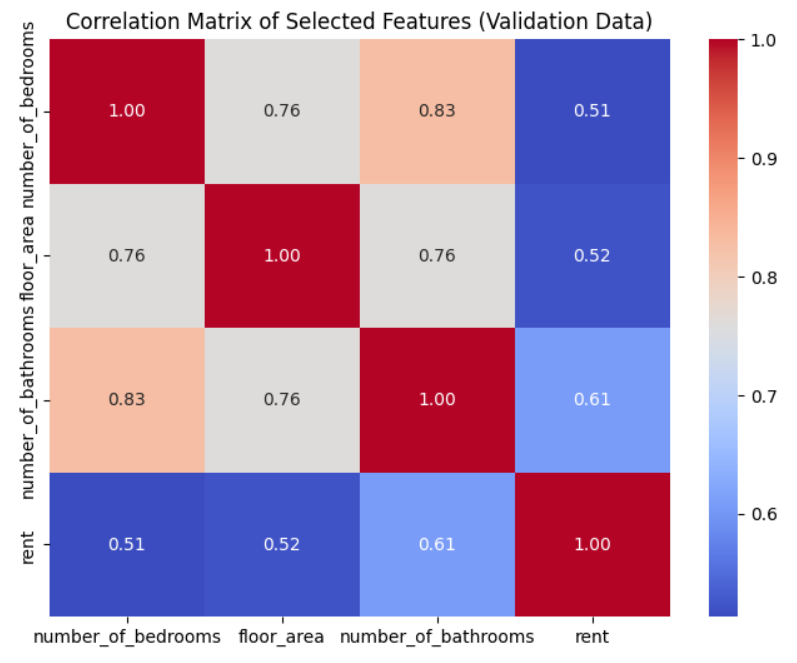 Correlation Matrix of Selected Features (Validation Data)
number_of_bedrooms
1.00 0.76 0.83 0.51
floor_area
0.76 1.00 0.76 0.52
number_of_bathrooms
0.83 0.76 1.00 0.61
rent
0.51 0.52 0.61 1.00
number_of_bedrooms floor_area number_of_bathrooms rent
1.0
0.9
0.8
0.7
0.6